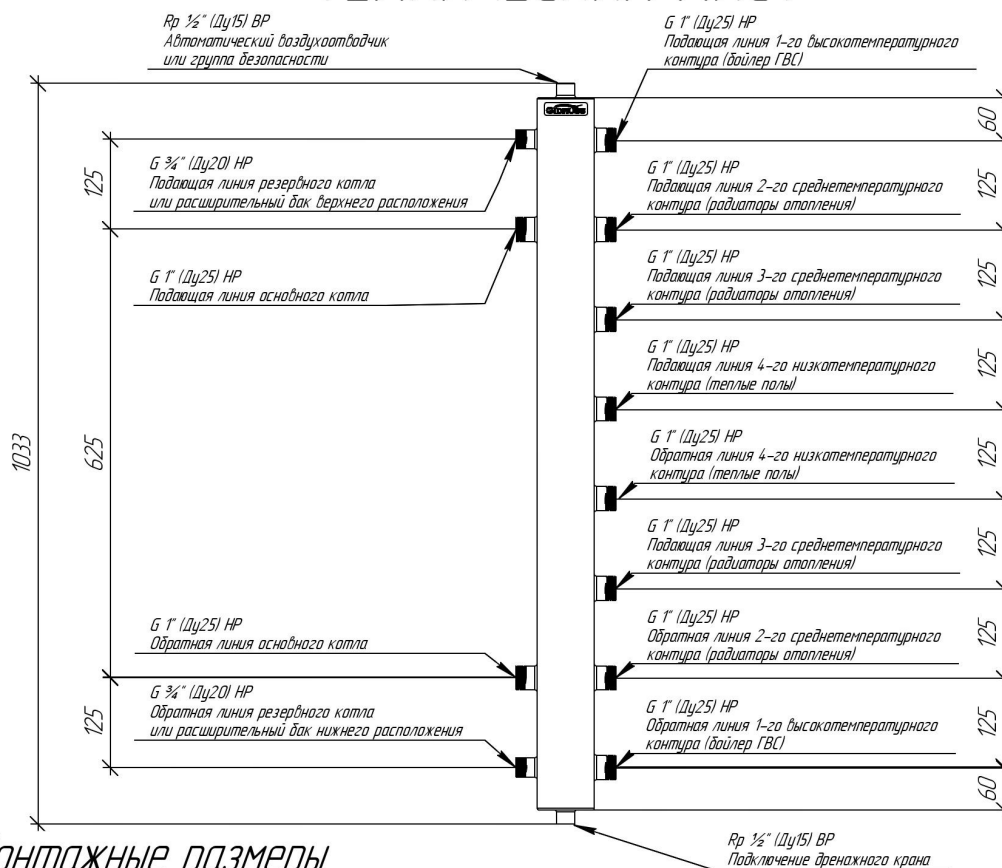 Rp ½" (Ду15) ВР
Автоматический воздухоотводчик
или группа безопасности
G 1" (Ду25) НР
Подающая линия 1-го высокотемпературного
контура (бойлер ГВС)
GIDRUSS
60
G ¾" (Ду20) НР
Подающая линия резервного котла
или расширительный бак верхнего расположения
125
G 1" (Ду25) НР
Подающая линия 2-го среднетемпературного
контура (радиаторы отопления)
125
G 1" (Ду25) НР
Подающая линия основного котла
G 1" (Ду25) НР
Подающая линия 3-го среднетемпературного
контура (радиаторы отопления)
125
G 1" (Ду25) НР
Подающая линия 4-го низкотемпературного
контура (теплые полы)
125
1033
625
G 1" (Ду25) НР
Обратная линия 4-го низкотемпературного
контура (теплые полы)
125
G 1" (Ду25) НР
Подающая линия 3-го среднетемпературного
контура (радиаторы отопления)
125
G 1" (Ду25) НР
Обратная линия основного котла
G 1" (Ду25) НР
Обратная линия 2-го среднетемпературного
контура (радиаторы отопления)
125
G ¾" (Ду20) НР
Обратная линия резервного котла
или расширительный бак нижнего расположения
125
G 1" (Ду25) НР
Обратная линия 1-го высокотемпературного
контура (бойлер ГВС)
125
60
Rp ½" (Ду15) ВР
Подключение дренажного крана
онтажные размеры